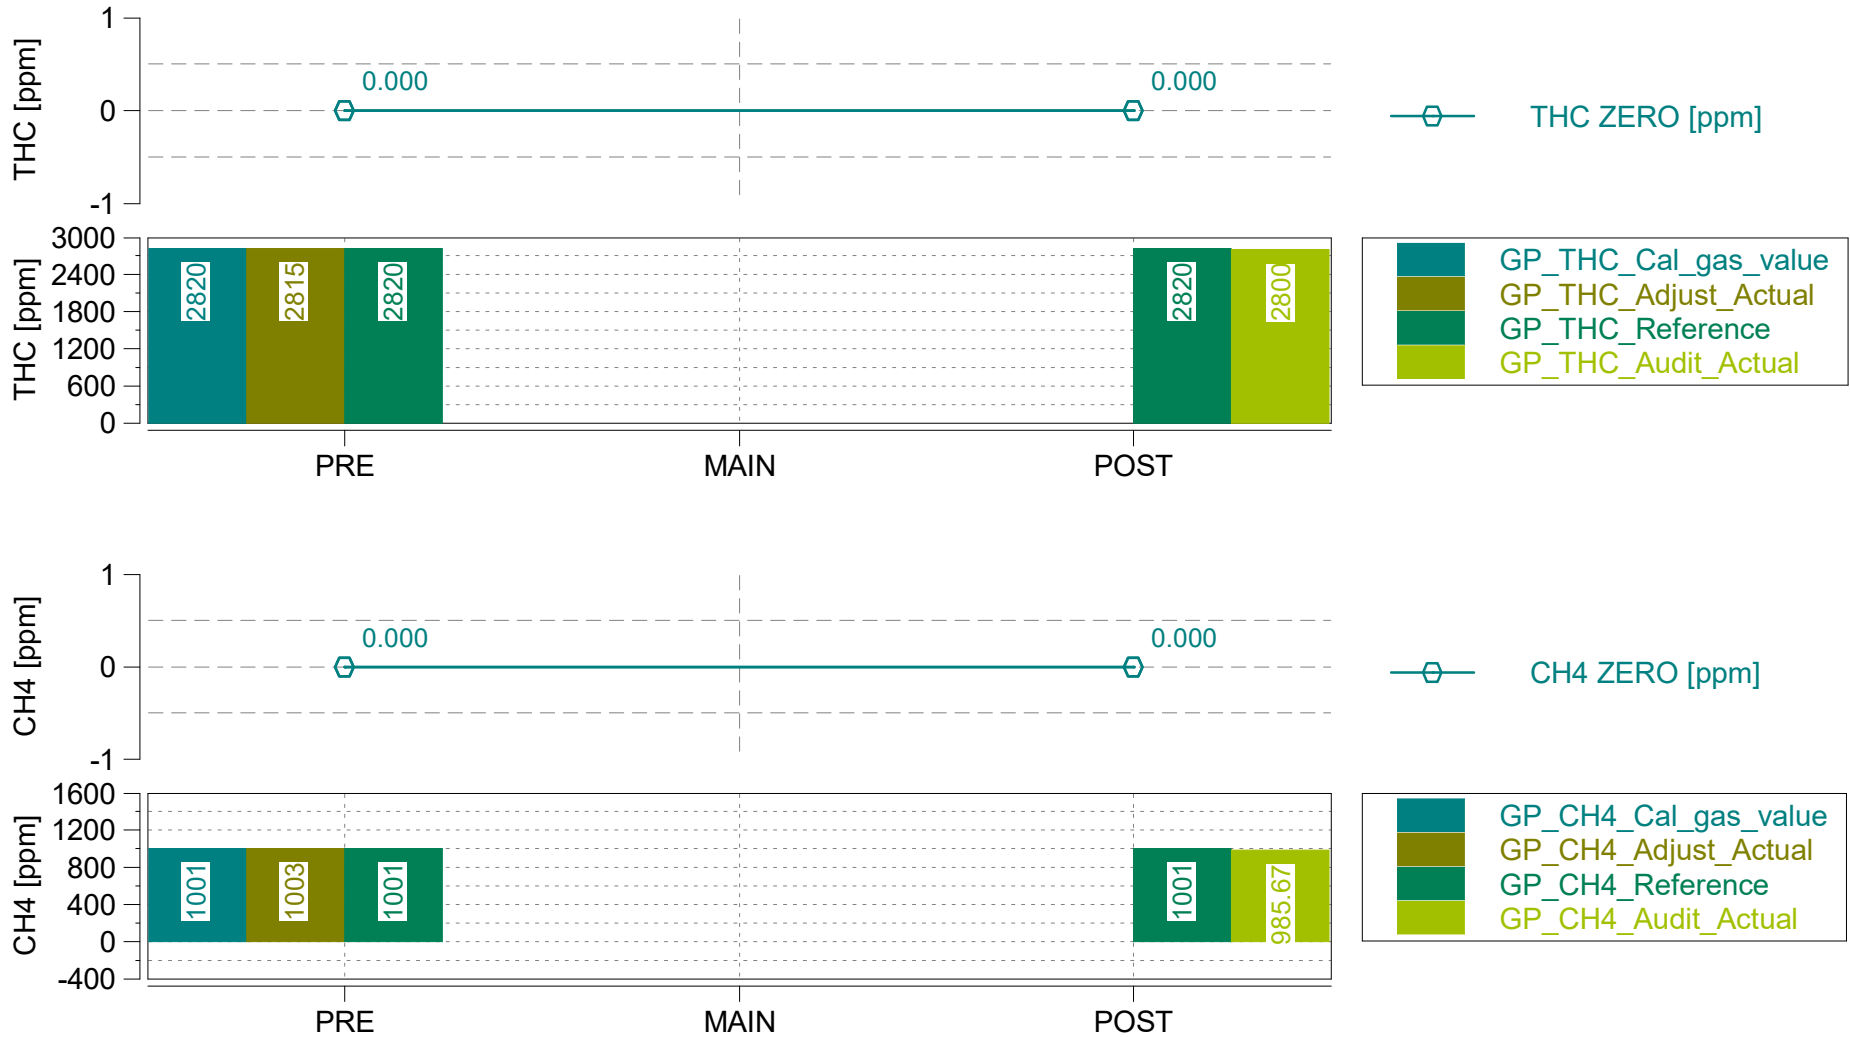 1
THC [ppm]
0
-1
0.000
0.000
THC ZERO [ppm]
3000
2400
1800
1200
600
0
THC [ppm]
2820
2815
2820
2820
2800
GP_THC_Cal_gas_value
GP_THC_Adjust_Actual
GP_THC_Reference
GP_THC_Audit_Actual
PRE
MAIN
POST
1
CH4 [ppm]
0
-1
0.000
0.000
CH4 ZERO [ppm]
1600
1200
800
400
0
-400
CH4 [ppm]
1001
1003
1001
1001
985.67
GP_CH4_Cal_gas_value
GP_CH4_Adjust_Actual
GP_CH4_Reference
GP_CH4_Audit_Actual
PRE
MAIN
POST